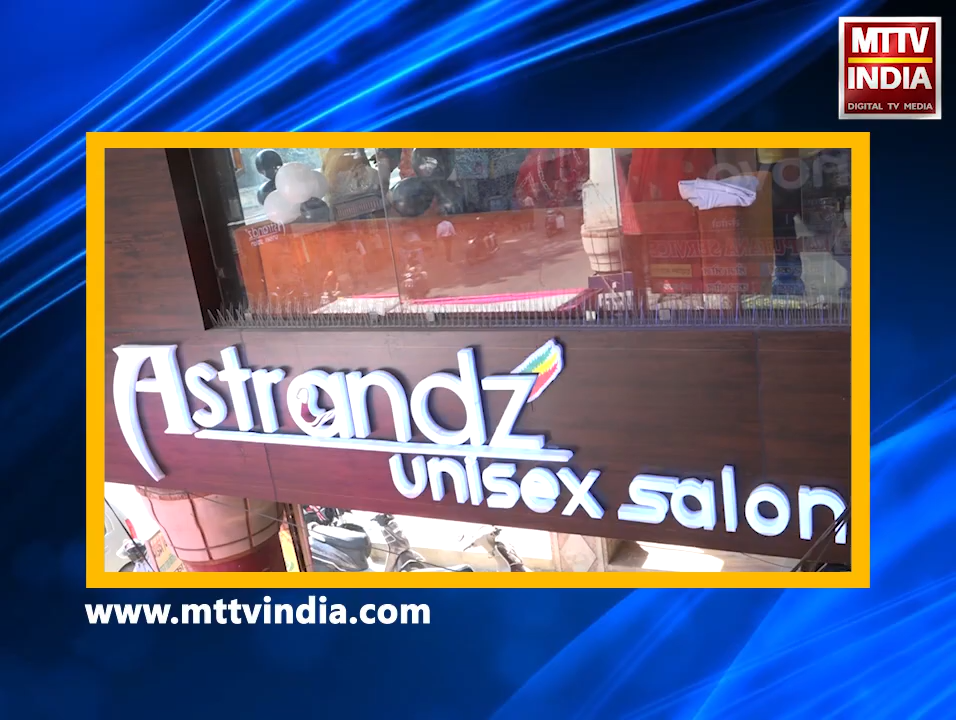 MTTV
INDIA
DIGITAL TV MEDIA
Astrandz
unisex salon
www.mttvindia.com